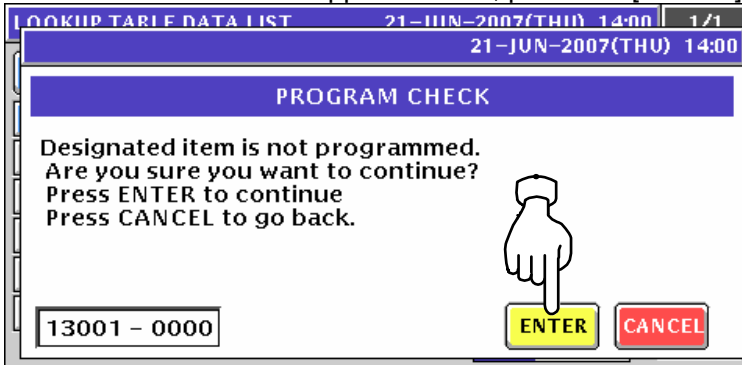 LOOKUP TABLE DATA LIST 21-JUN-2007(THU) 14:00 1/1
21-JUN-2007(THU) 14:00
PROGRAM CHECK
Designated item is not programmed.
Are you sure you want to continue?
Press ENTER to continue
Press CANCEL to go back.
13001 - 0000
ENTER CANCEL